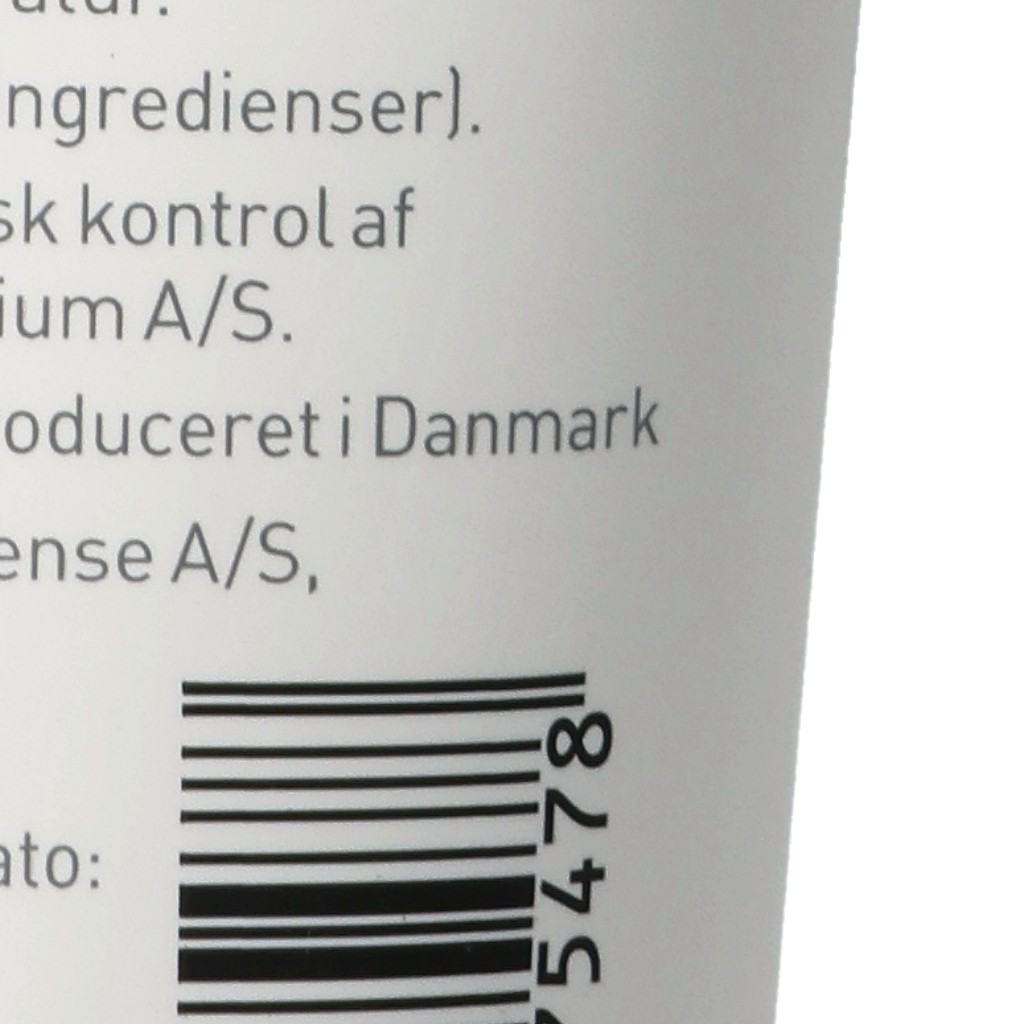 ngredienser).
sk kontrol af
ium A/S.
oduceret i Danmark
ense A/S,
ato:
5478